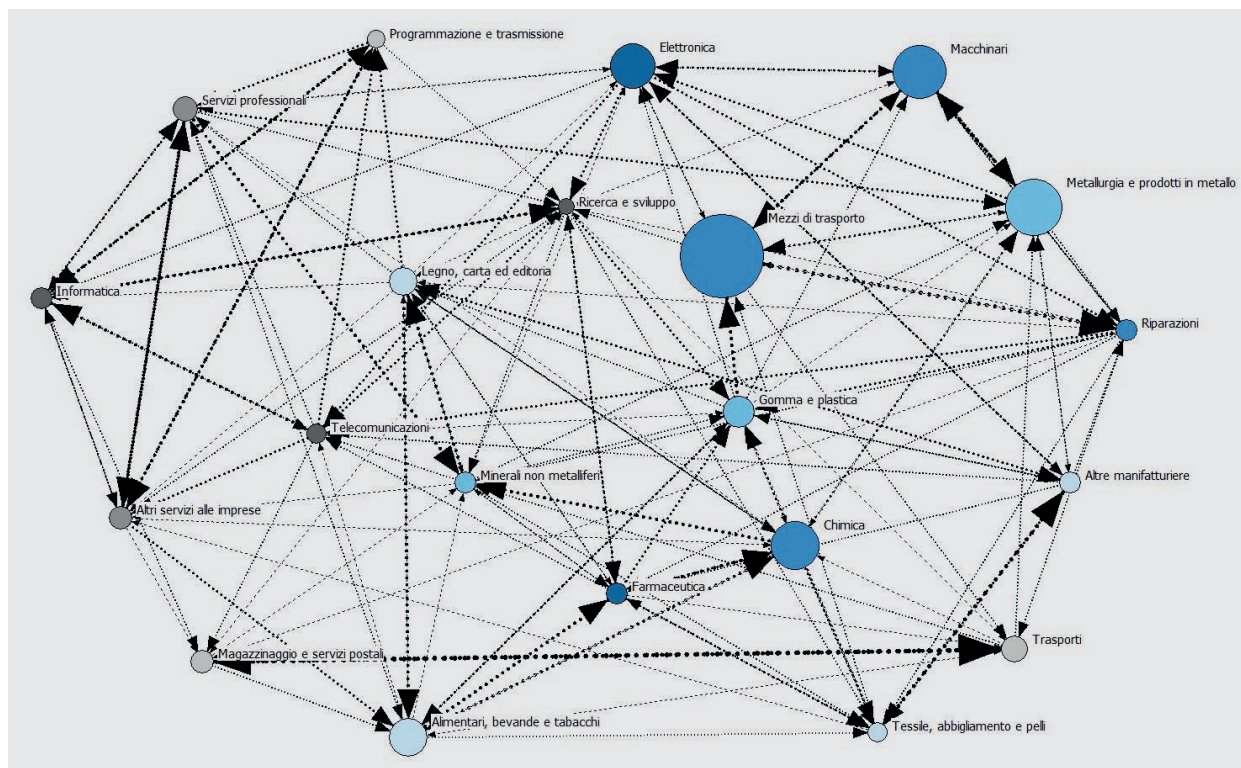 Programmazione e trasmissione
Elettronica
Macchinari
Servizi professionali
Metallurgia e prodotti in metallo
Ricerca e sviluppo
Mezzi di trasporto
Legno, carta ed editoria
Informatica
Riparazioni
Gomma e plastica
Telecomunicazioni
Minerali non metalliferi
Altre manifatturiere
Altri servizi alle imprese
Chimica
Farmaceutica
Magazzinaggio e servizi postali
Trasporti
Alimentari, bevande e tabacchi
Tessile, abbigliamento e pelli